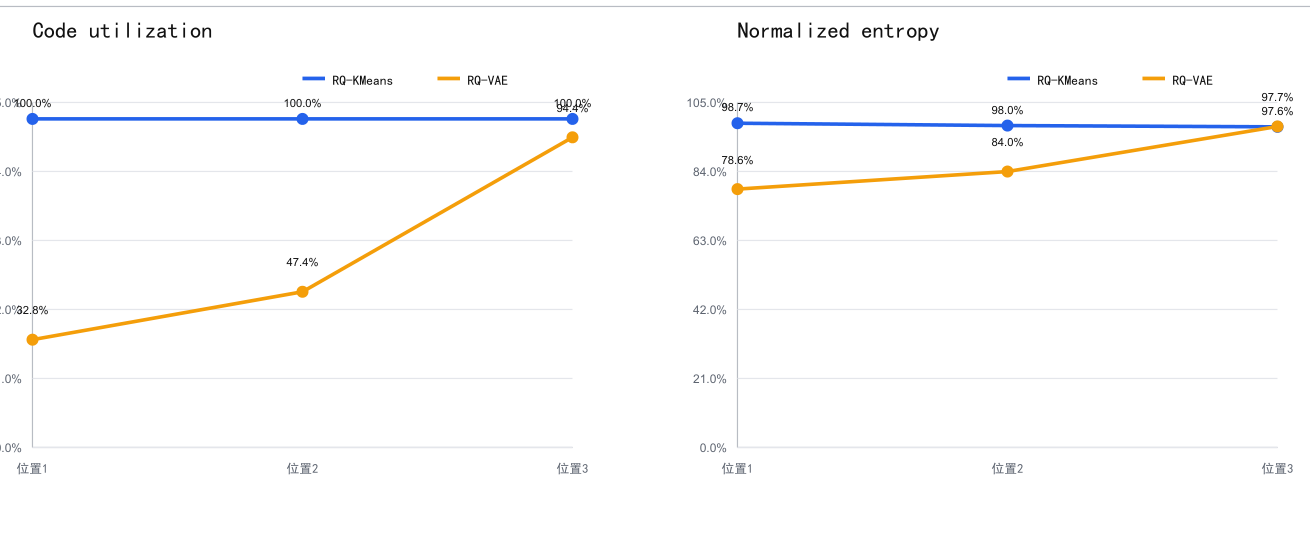 Code utilization
RQ-KMeans
RQ-VAE
100.0%
100.0%
100.0%
94.4%
47.4%
32.8%
位置1
位置2
位置3
Normalized entropy
RQ-KMeans
RQ-VAE
105.0%
84.0%
63.0%
42.0%
21.0%
0.0%
98.7%
98.0%
97.7%
97.6%
84.0%
78.6%
位置1
位置2
位置3